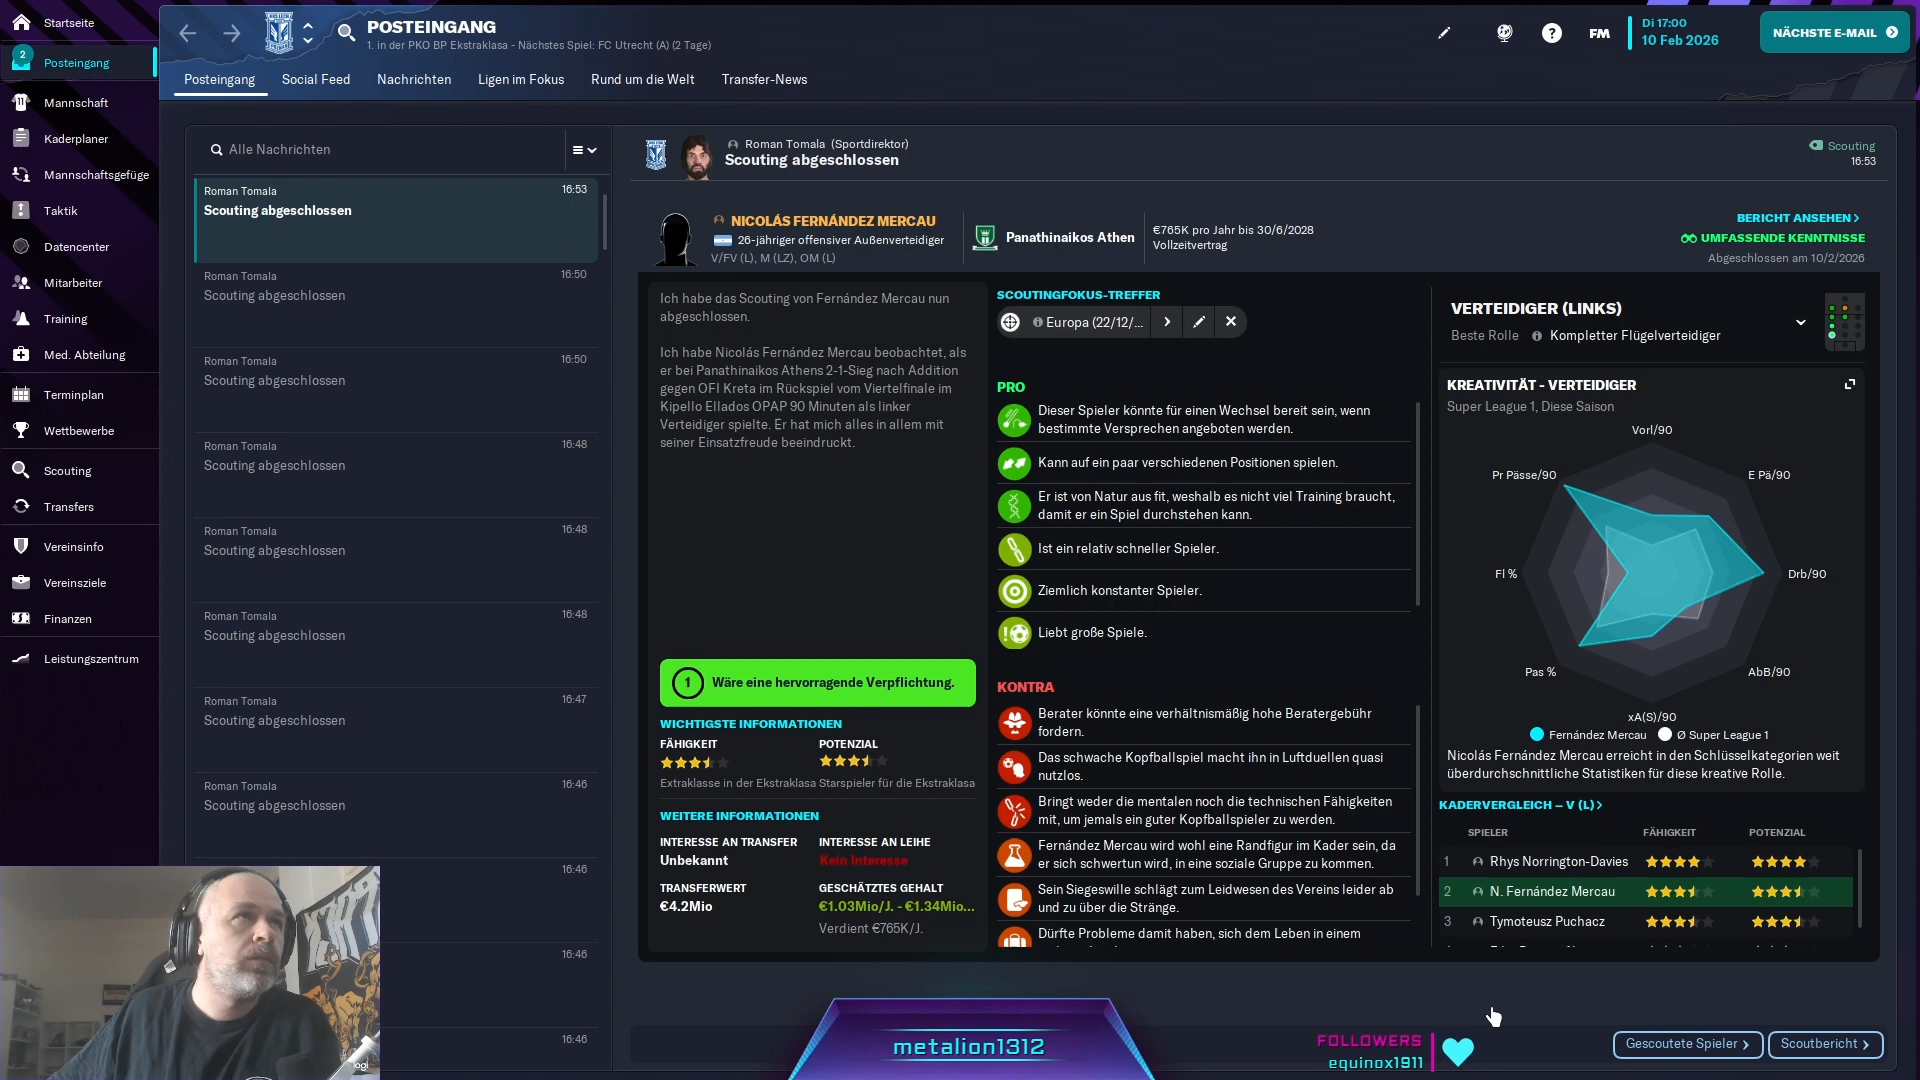 Startseite
2
Posteingang
Mannschaft
Kaderplaner
Mannschaftsgefüge
Taktik
Datencenter
Mitarbeiter
Training
Med. Abteilung
Terminplan
Wettbewerbe
Scouting
Transfers
Vereinsinfo
Vereinsziele
Finanzen
Leistungszentrum
POSTEINGANG
1. in der PKO BP Ekstraklasa - Nächstes Spiel: FC Utrecht (A) (2 Tage)
FM
Di 17:00
10 Feb 2026
NÄCHSTE E-MAIL
Posteingang
Social Feed
Nachrichten
Ligen im Fokus
Rund um die Welt
Transfer-News
Alle Nachrichten
Roman Tomala 16:53
Scouting abgeschlossen
Roman Tomala 16:50
Scouting abgeschlossen
Roman Tomala 16:50
Scouting abgeschlossen
Roman Tomala 16:48
Scouting abgeschlossen
Roman Tomala 16:48
Scouting abgeschlossen
Roman Tomala 16:48
Scouting abgeschlossen
Roman Tomala 16:47
Scouting abgeschlossen
Roman Tomala 16:46
Scouting abgeschlossen
16:46
16:46
16:46
Roman Tomala (Sportdirektor)
Scouting abgeschlossen
Scouting
16:53
NICOLÁS FERNÁNDEZ MERCAU
26-jähriger offensiver Außenverteidiger
V/FV (L), M (LZ), OM (L)
Panathinaikos Athen
€765K pro Jahr bis 30/6/2028
Vollzeitvertrag
BERICHT ANSEHEN
UMFASSENDE KENNTNISSE
Abgeschlossen am 10/2/2026
Ich habe das Scouting von Fernández Mercau nun
abgeschlossen.
Ich habe Nicolás Fernández Mercau beobachtet, als
er bei Panathinaikos Athens 2-1-Sieg nach Addition
gegen OFI Kreta im Rückspiel vom Viertelfinale im
Kipello Ellados OPAP 90 Minuten als linker
Verteidiger spielte. Er hat mich alles in allem mit
seiner Einsatzfreude beeindruckt.
1 Wäre eine hervorragende Verpflichtung.
WICHTIGSTE INFORMATIONEN
FÄHIGKEIT POTENZIAL
Extraklasse in der Ekstraklasa Starspieler für die Ekstraklasa
WEITERE INFORMATIONEN
INTERESSE AN TRANSFER INTERESSE AN LEIHE
Unbekannt Kein Interesse
TRANSFERWERT GESCHÄTZTES GEHALT
€4.2Mio €1.03Mio/J. - €1.34Mio...
Verdient €765K/J.
SCOUTINGFOKUS-TREFFER
Europa (22/12/...
PRO
Dieser Spieler könnte für einen Wechsel bereit sein, wenn
bestimmte Versprechen angeboten werden.
Kann auf ein paar verschiedenen Positionen spielen.
Er ist von Natur aus fit, weshalb es nicht viel Training braucht,
damit er ein Spiel durchstehen kann.
Ist ein relativ schneller Spieler.
Ziemlich konstanter Spieler.
Liebt große Spiele.
KONTRA
Berater könnte eine verhältnismäßig hohe Beratergebühr
fordern.
Das schwache Kopfballspiel macht ihn in Luftduellen quasi
nutzlos.
Bringt weder die mentalen noch die technischen Fähigkeiten
mit, um jemals ein guter Kopfballspieler zu werden.
Fernández Mercau wird wohl eine Randfigur im Kader sein, da
er sich schwertun wird, in eine soziale Gruppe zu kommen.
Sein Siegeswille schlägt zum Leidwesen des Vereins leider ab
und zu über die Stränge.
Dürfte Probleme damit haben, sich dem Leben in einem
VERTEIDIGER (LINKS)
Beste Rolle Kompletter Flügelverteidiger
KREATIVITÄT - VERTEIDIGER
Super League 1, Diese Saison
Vorl/90
Pr Pässe/90 E Pä/90
Fl % Drb/90
Pas % AbB/90
xA(S)/90
Fernández Mercau Ø Super League 1
Nicolás Fernández Mercau erreicht in den Schlüsselkategorien weit
überdurchschnittliche Statistiken für diese kreative Rolle.
KADERVERGLEICH – V (L)
SPIELER FÄHIGKEIT POTENZIAL
1 Rhys Norrington-Davies
2 N. Fernández Mercau
3 Tymoteusz Puchacz
metalion1312
FOLLOWERS
equinox1911
Gescoutete Spieler
Scoutbericht
logi